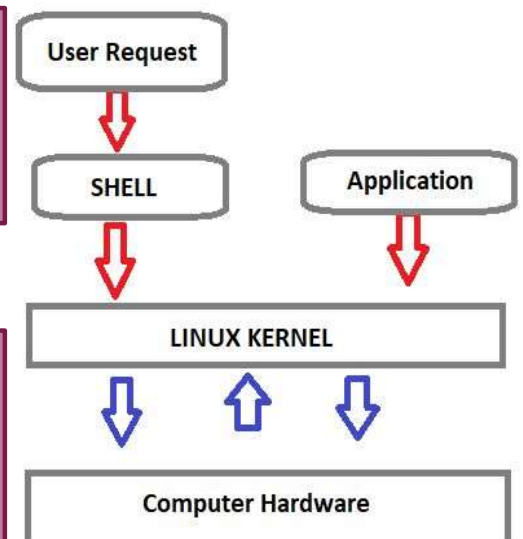 User Request
SHELL
Application
LINUX KERNEL
Computer Hardware